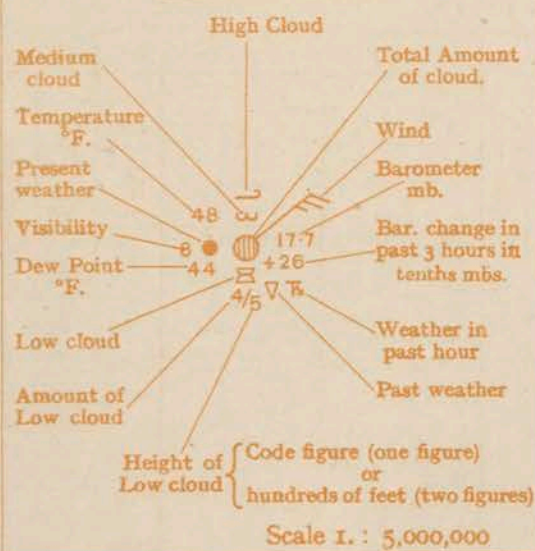 High Cloud
Medium
cloud
Total Amount
of cloud.
Temperature
°F.
Wind
Present
weather
Barometer
mb.
48
Visibility
8
17.7
Bar. change in
past 3 hours in
tenths mbs.
Dew Point
°F.
44
+26
4/5
Low cloud
Weather in
past hour
Amount of
Low cloud
Past weather
Height of
Low cloud
Code figure (one figure)
or
hundreds of feet (two figures)
Scale 1. : 5,000,000